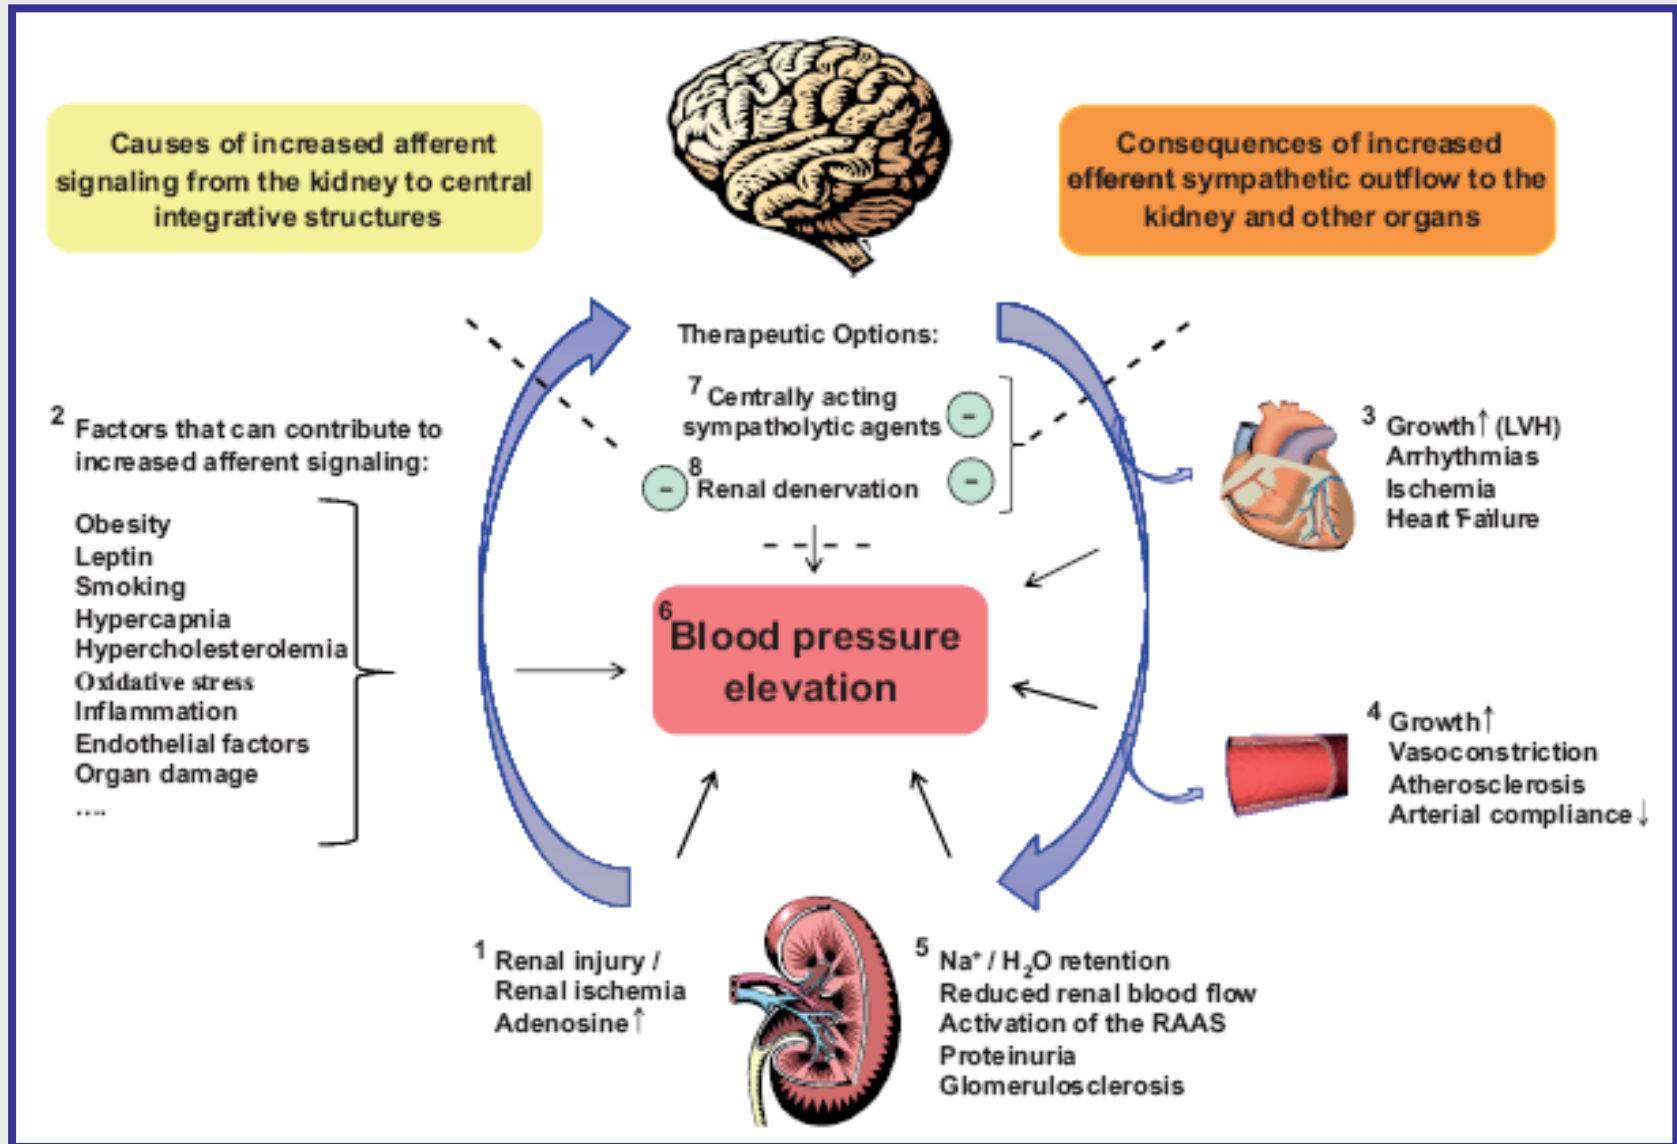 Causes of increased afferent
signaling from the kidney to central
integrative structures
Consequences of increased
efferent sympathetic outflow to the
kidney and other organs
Therapeutic Options:
7 Centrally acting
sympatholytic agents -
- 8 Renal denervation -
2 Factors that can contribute to
increased afferent signaling:
Obesity
Leptin
Smoking
Hypercapnia
Hypercholesterolemia
Oxidative stress
Inflammation
Endothelial factors
Organ damage
....
3 Growth↑ (LVH)
Arrhythmias
Ischemia
Heart Failure
6 Blood pressure
elevation
4 Growth↑
Vasoconstriction
Atherosclerosis
Arterial compliance↓
1 Renal injury /
Renal ischemia
Adenosine↑
5 Na⁺ / H₂O retention
Reduced renal blood flow
Activation of the RAAS
Proteinuria
Glomerulosclerosis